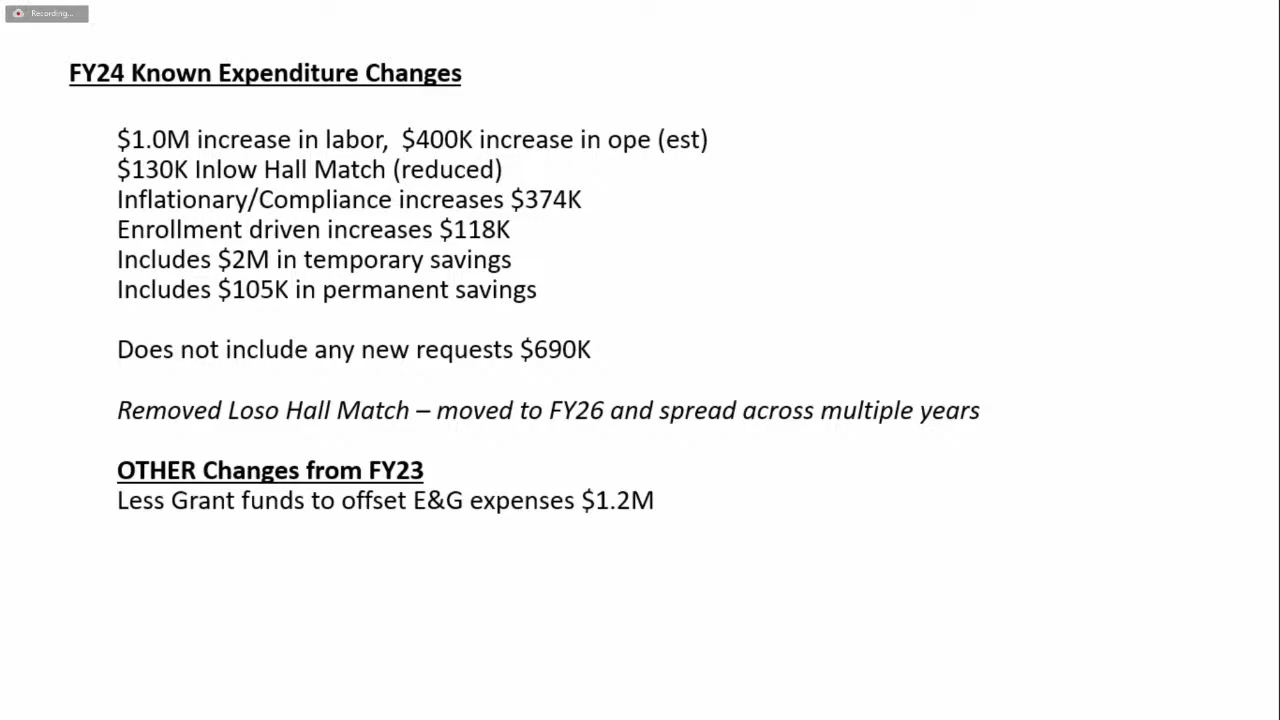 Recording...
FY24 Known Expenditure Changes
$1.0M increase in labor,  $400K increase in ope (est)
$130K Inlow Hall Match (reduced)
Inflationary/Compliance increases $374K
Enrollment driven increases $118K
Includes $2M in temporary savings
Includes $105K in permanent savings
Does not include any new requests $690K
Removed Loso Hall Match – moved to FY26 and spread across multiple years
OTHER Changes from FY23
Less Grant funds to offset E&G expenses $1.2M